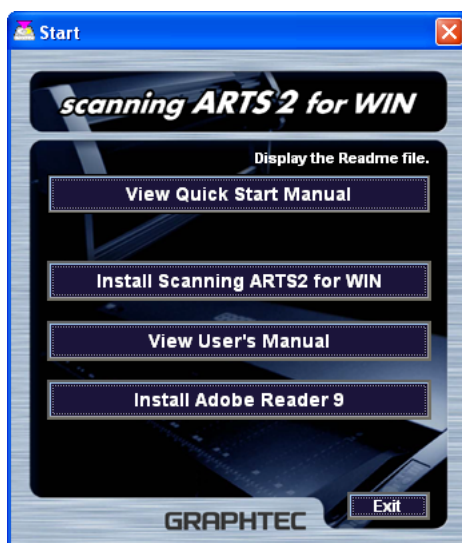 Start
scanning ARTS 2 for WIN
Display the Readme file.
View Quick Start Manual
Install Scanning ARTS2 for WIN
View User's Manual
Install Adobe Reader 9
Exit
GRAPHTEC